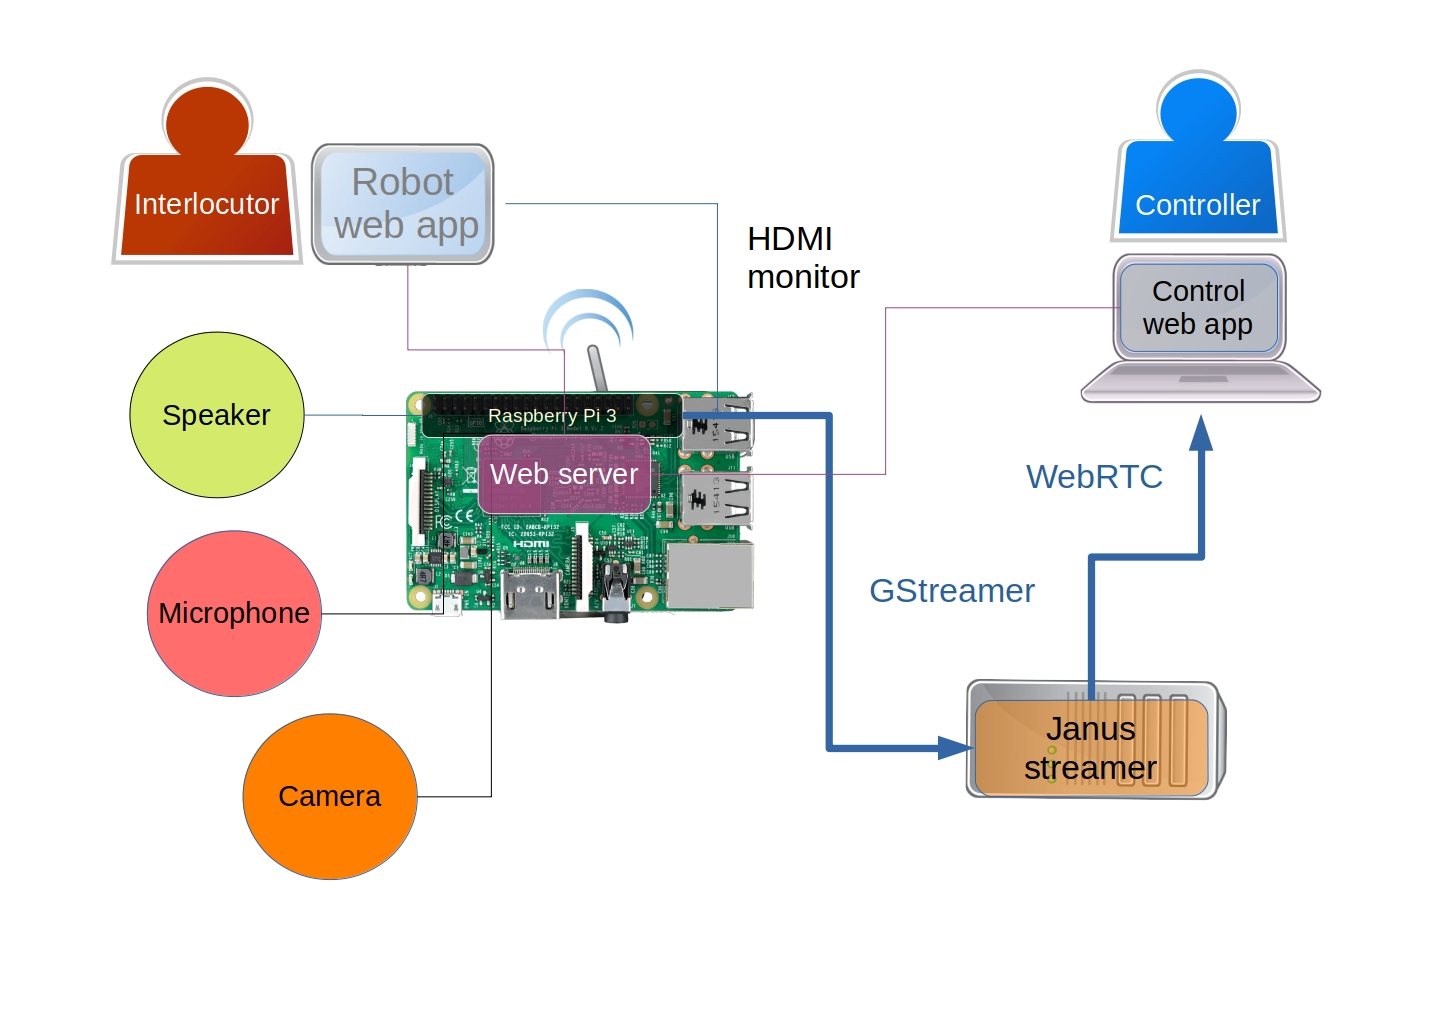 Interlocutor
Robot
web app
HDMI
monitor
Controller
Control
web app
Speaker
Raspberry Pi 3
Web server
WebRTC
HDMI
GStreamer
Microphone
Janus
streamer
Camera